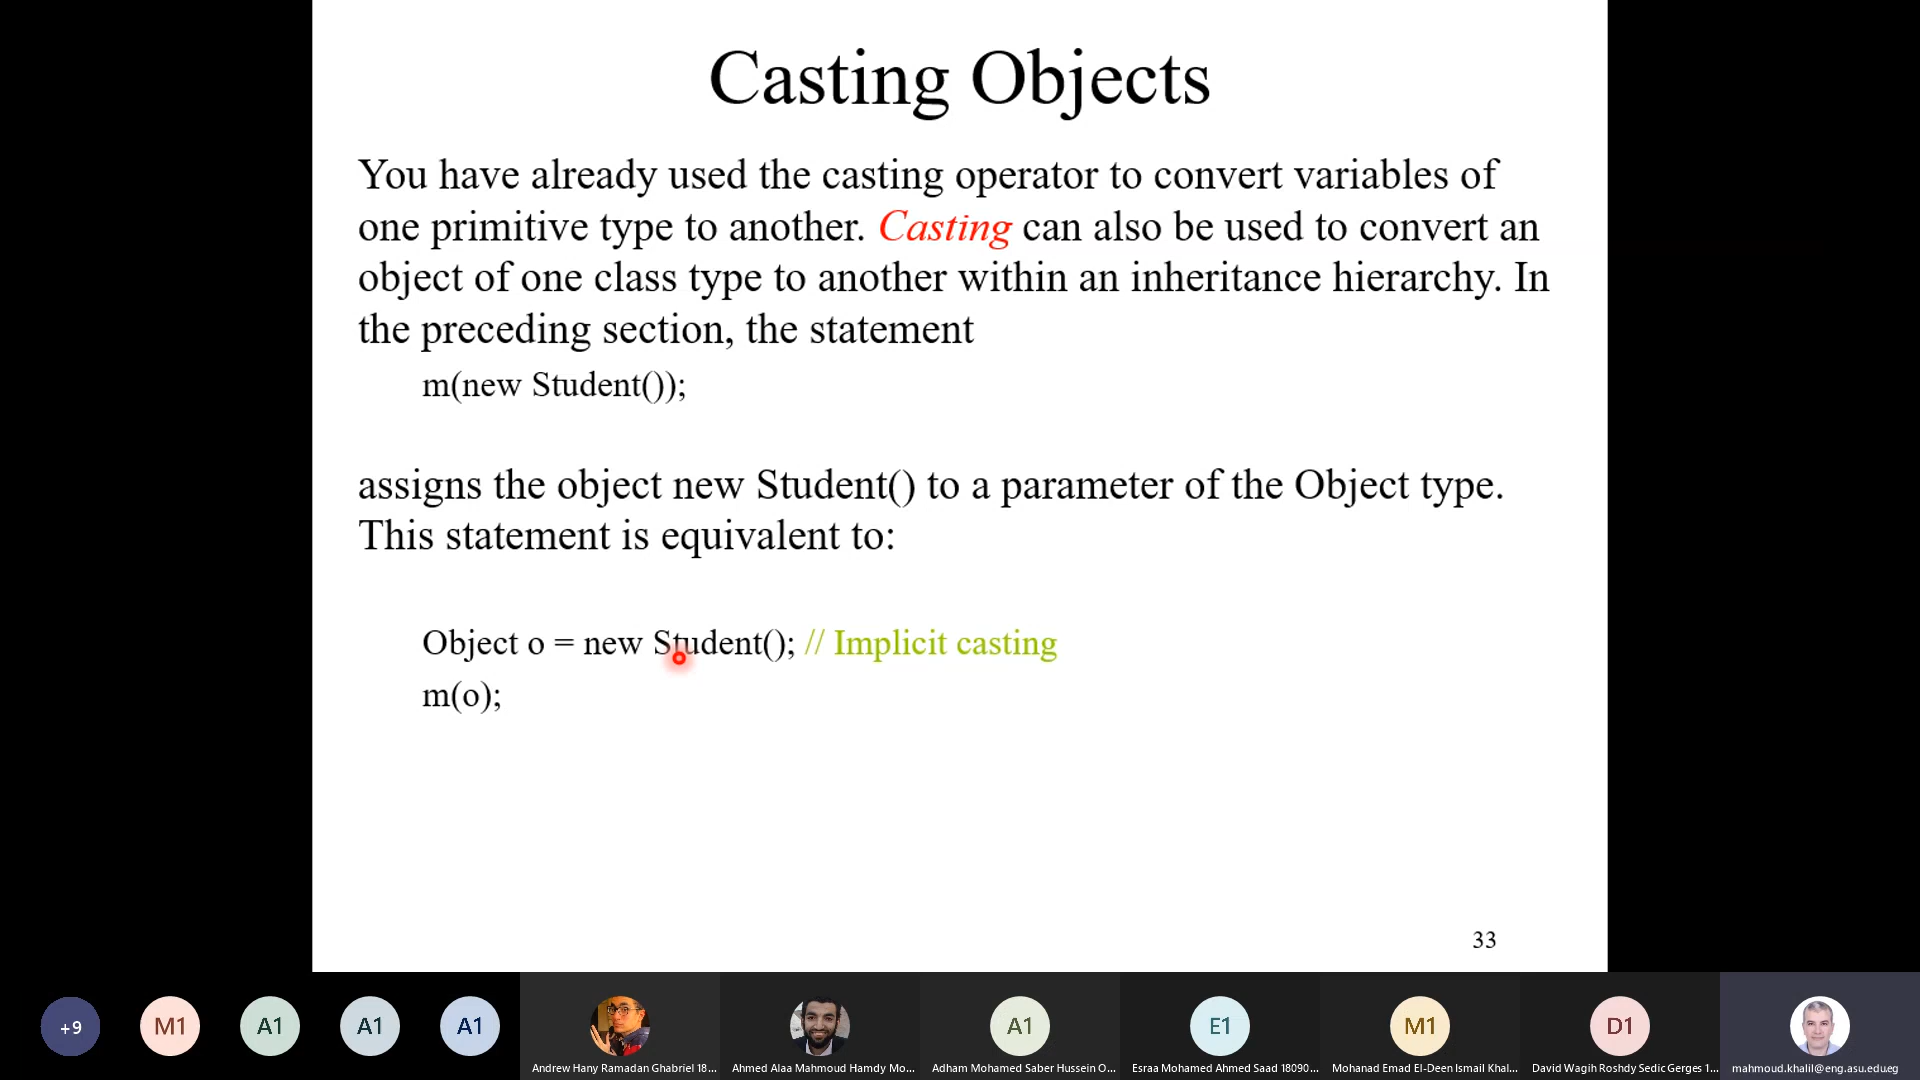 Casting Objects
You have already used the casting operator to convert variables of
one primitive type to another. Casting can also be used to convert an
object of one class type to another within an inheritance hierarchy. In
the preceding section, the statement
m(new Student());
assigns the object new Student() to a parameter of the Object type.
This statement is equivalent to:
Object o = new Student(); // Implicit casting
m(o);
33
+9
M1
A1
A1
A1
A1
E1
M1
D1
Andrew Hany Ramadan Ghabriel 18...
Ahmed Alaa Mahmoud Hamdy Mo...
Adham Mohamed Saber Hussein O...
Esraa Mohamed Ahmed Saad 18090...
Mohanad Emad El-Deen Ismail Khal...
David Wagih Roshdy Sedic Gerges 1...
mahmoud.khalil@eng.asu.edu.eg